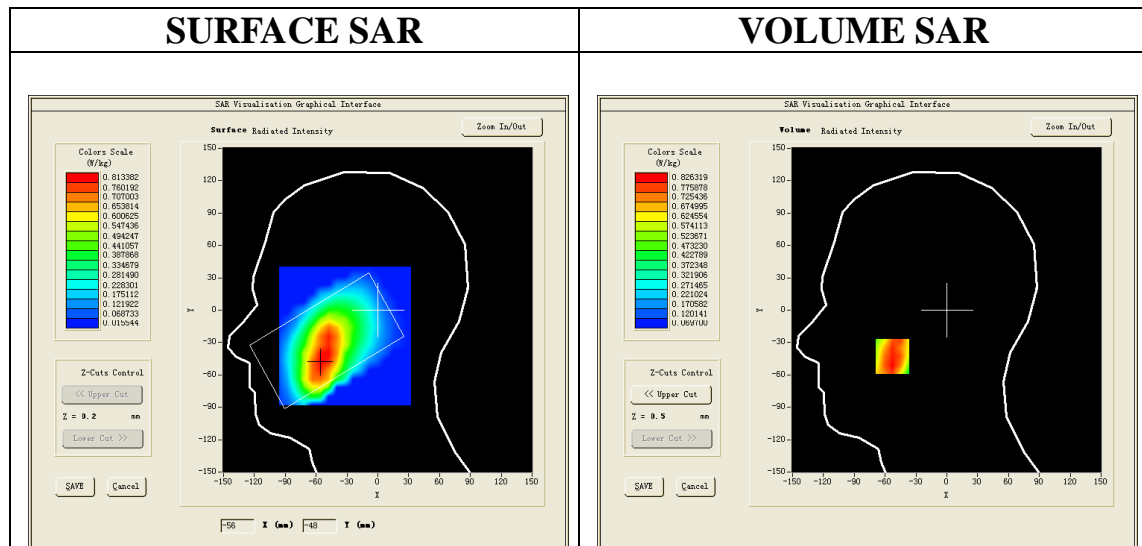 SURFACE SAR
SAR Visualisation Graphical Interface
Surface Radiated Intensity
Zoom In/Out
Colors Scale
(W/kg)
0.813382
0.760192
0.707003
0.653814
0.600625
0.547436
0.494247
0.441057
0.387868
0.334679
0.281490
0.228301
0.175112
0.121922
0.068733
0.015544
150
120
90
60
30
0
-30
-60
-90
-120
-150
Y
-150 -120 -90 -60 -30 0 30 60 90 120 150
X
Z-Cuts Control
<< Upper Cut
Z = 0.2 mm
Lower Cut >>
SAVE Cancel
-56 X (mm) -48 Y (mm)
VOLUME SAR
SAR Visualisation Graphical Interface
Volume Radiated Intensity
Zoom In/Out
Colors Scale
(W/kg)
0.826319
0.775878
0.725436
0.674995
0.624554
0.574113
0.523671
0.473230
0.422789
0.372348
0.321906
0.271465
0.221024
0.170582
0.120141
0.069700
150
120
90
60
30
0
-30
-60
-90
-120
-150
Y
-150 -120 -90 -60 -30 0 30 60 90 120 150
X
Z-Cuts Control
<< Upper Cut
Z = 0.5 mm
Lower Cut >>
SAVE Cancel